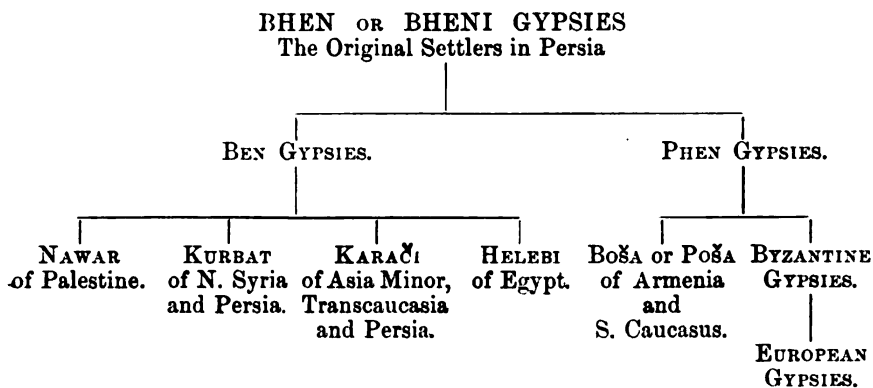 BHEN OR BHENI GYPSIES
The Original Settlers in Persia
BEN GYPSIES.
PHEN GYPSIES.
NAWAR
of Palestine.
KURBAT
of N. Syria
and Persia.
KARAČI
of Asia Minor,
Transcaucasia
and Persia.
HELEBI
of Egypt.
BOŠA or POŠA
of Armenia
and
S. Caucasus.
BYZANTINE
GYPSIES.
EUROPEAN
GYPSIES.